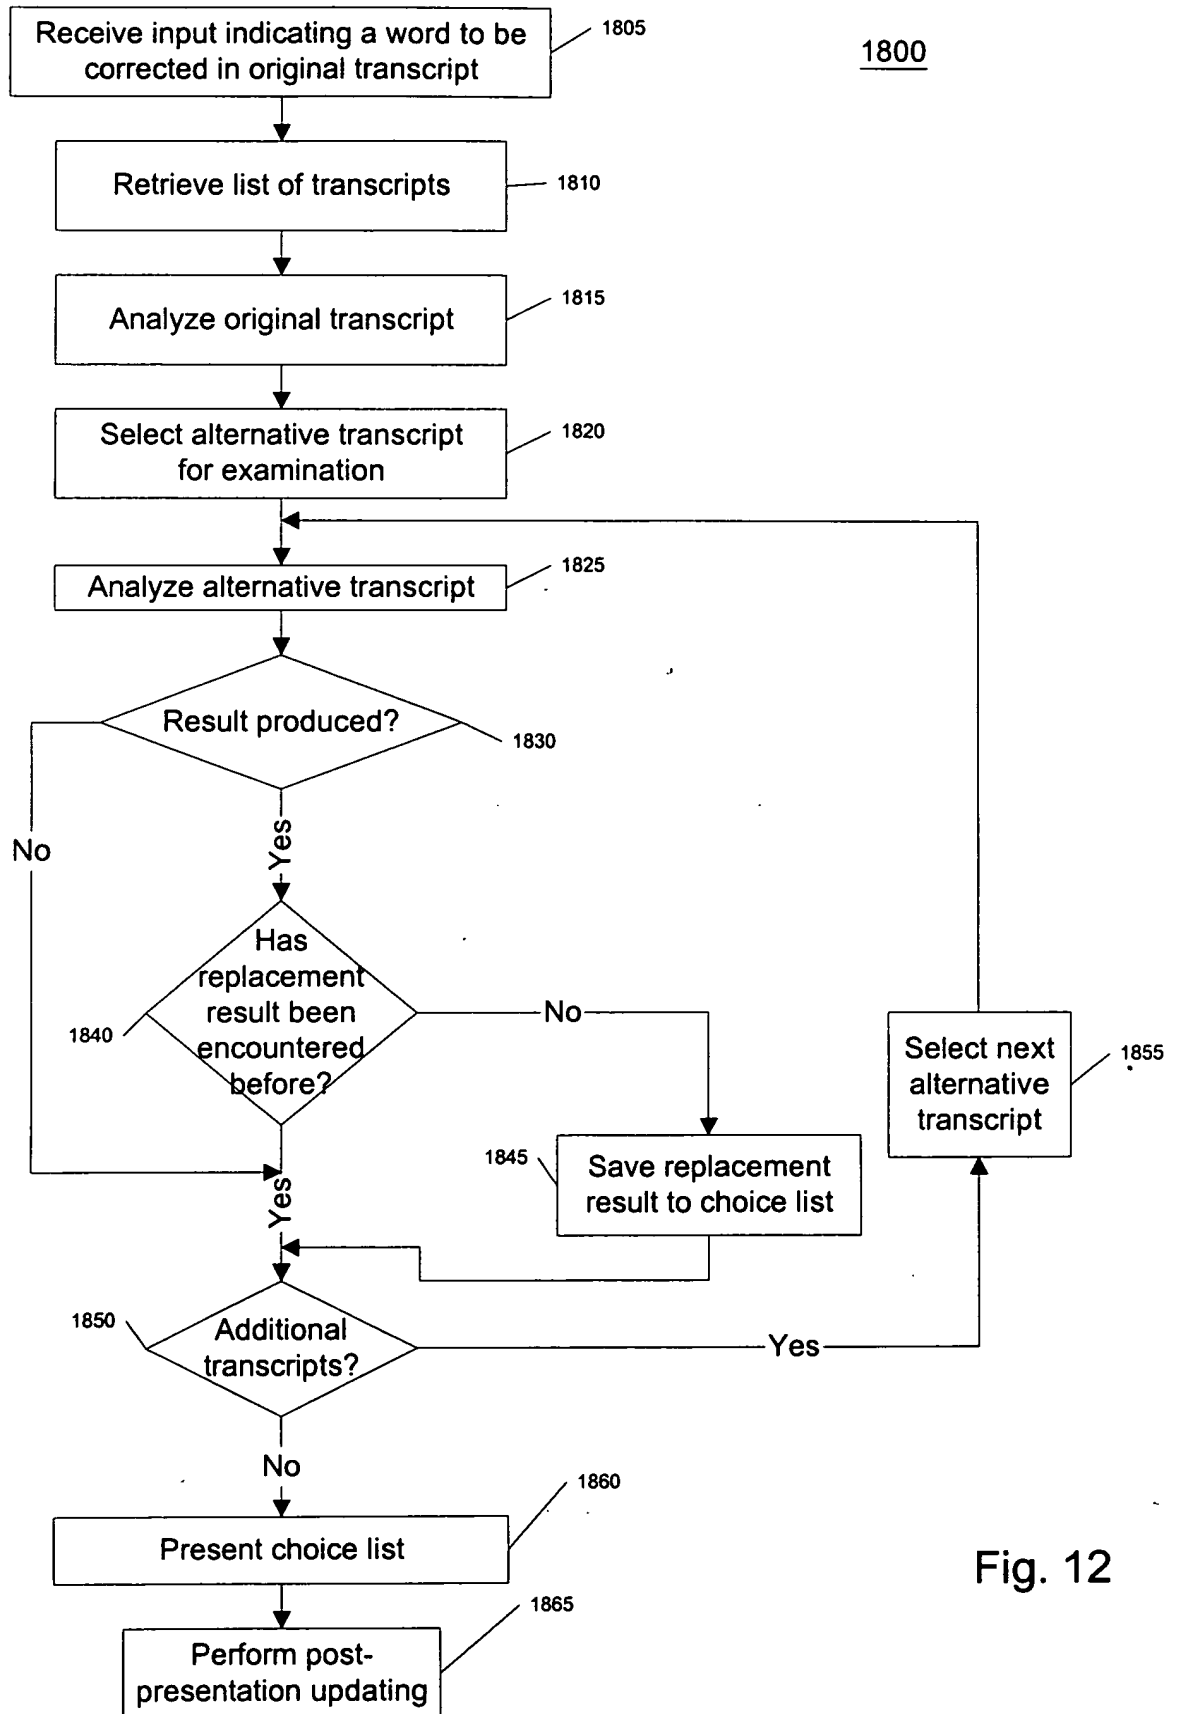 Receive input indicating a word to be
corrected in original transcript
1805
1800
Retrieve list of transcripts
1810
Analyze original transcript
1815
Select alternative transcript
for examination
1820
Analyze alternative transcript
1825
Result produced?
1830
No
Yes
Has
replacement
result been
encountered
before?
1840
No
Select next
alternative
transcript
1855
Save replacement
result to choice list
1845
Yes
Additional
transcripts?
1850
Yes
No
Present choice list
1860
Fig. 12
Perform post-
presentation updating
1865